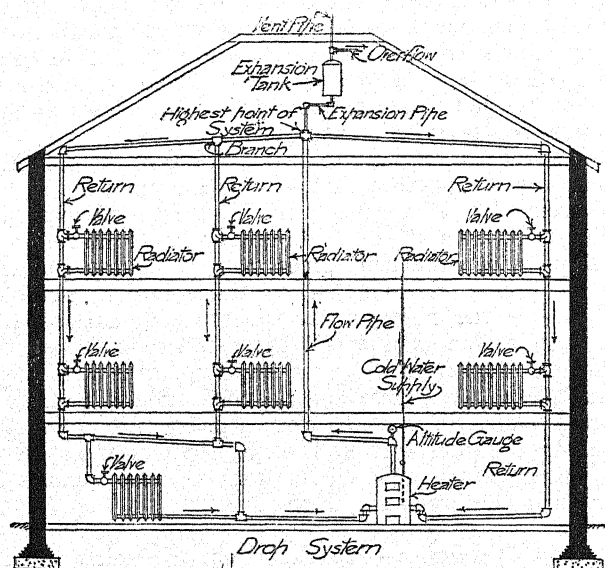 Vent Pipe
Overflow
Expansion
Tank
Highest point of
System
Expansion Pipe
Branch
Return
Return
Return
Valve
Valve
Valve
Radiator
Radiator
Radiator
Flow Pipe
Valve
Valve
Cold Water
Supply
Valve
Altitude Gauge
Valve
Heater
Return
Drop System